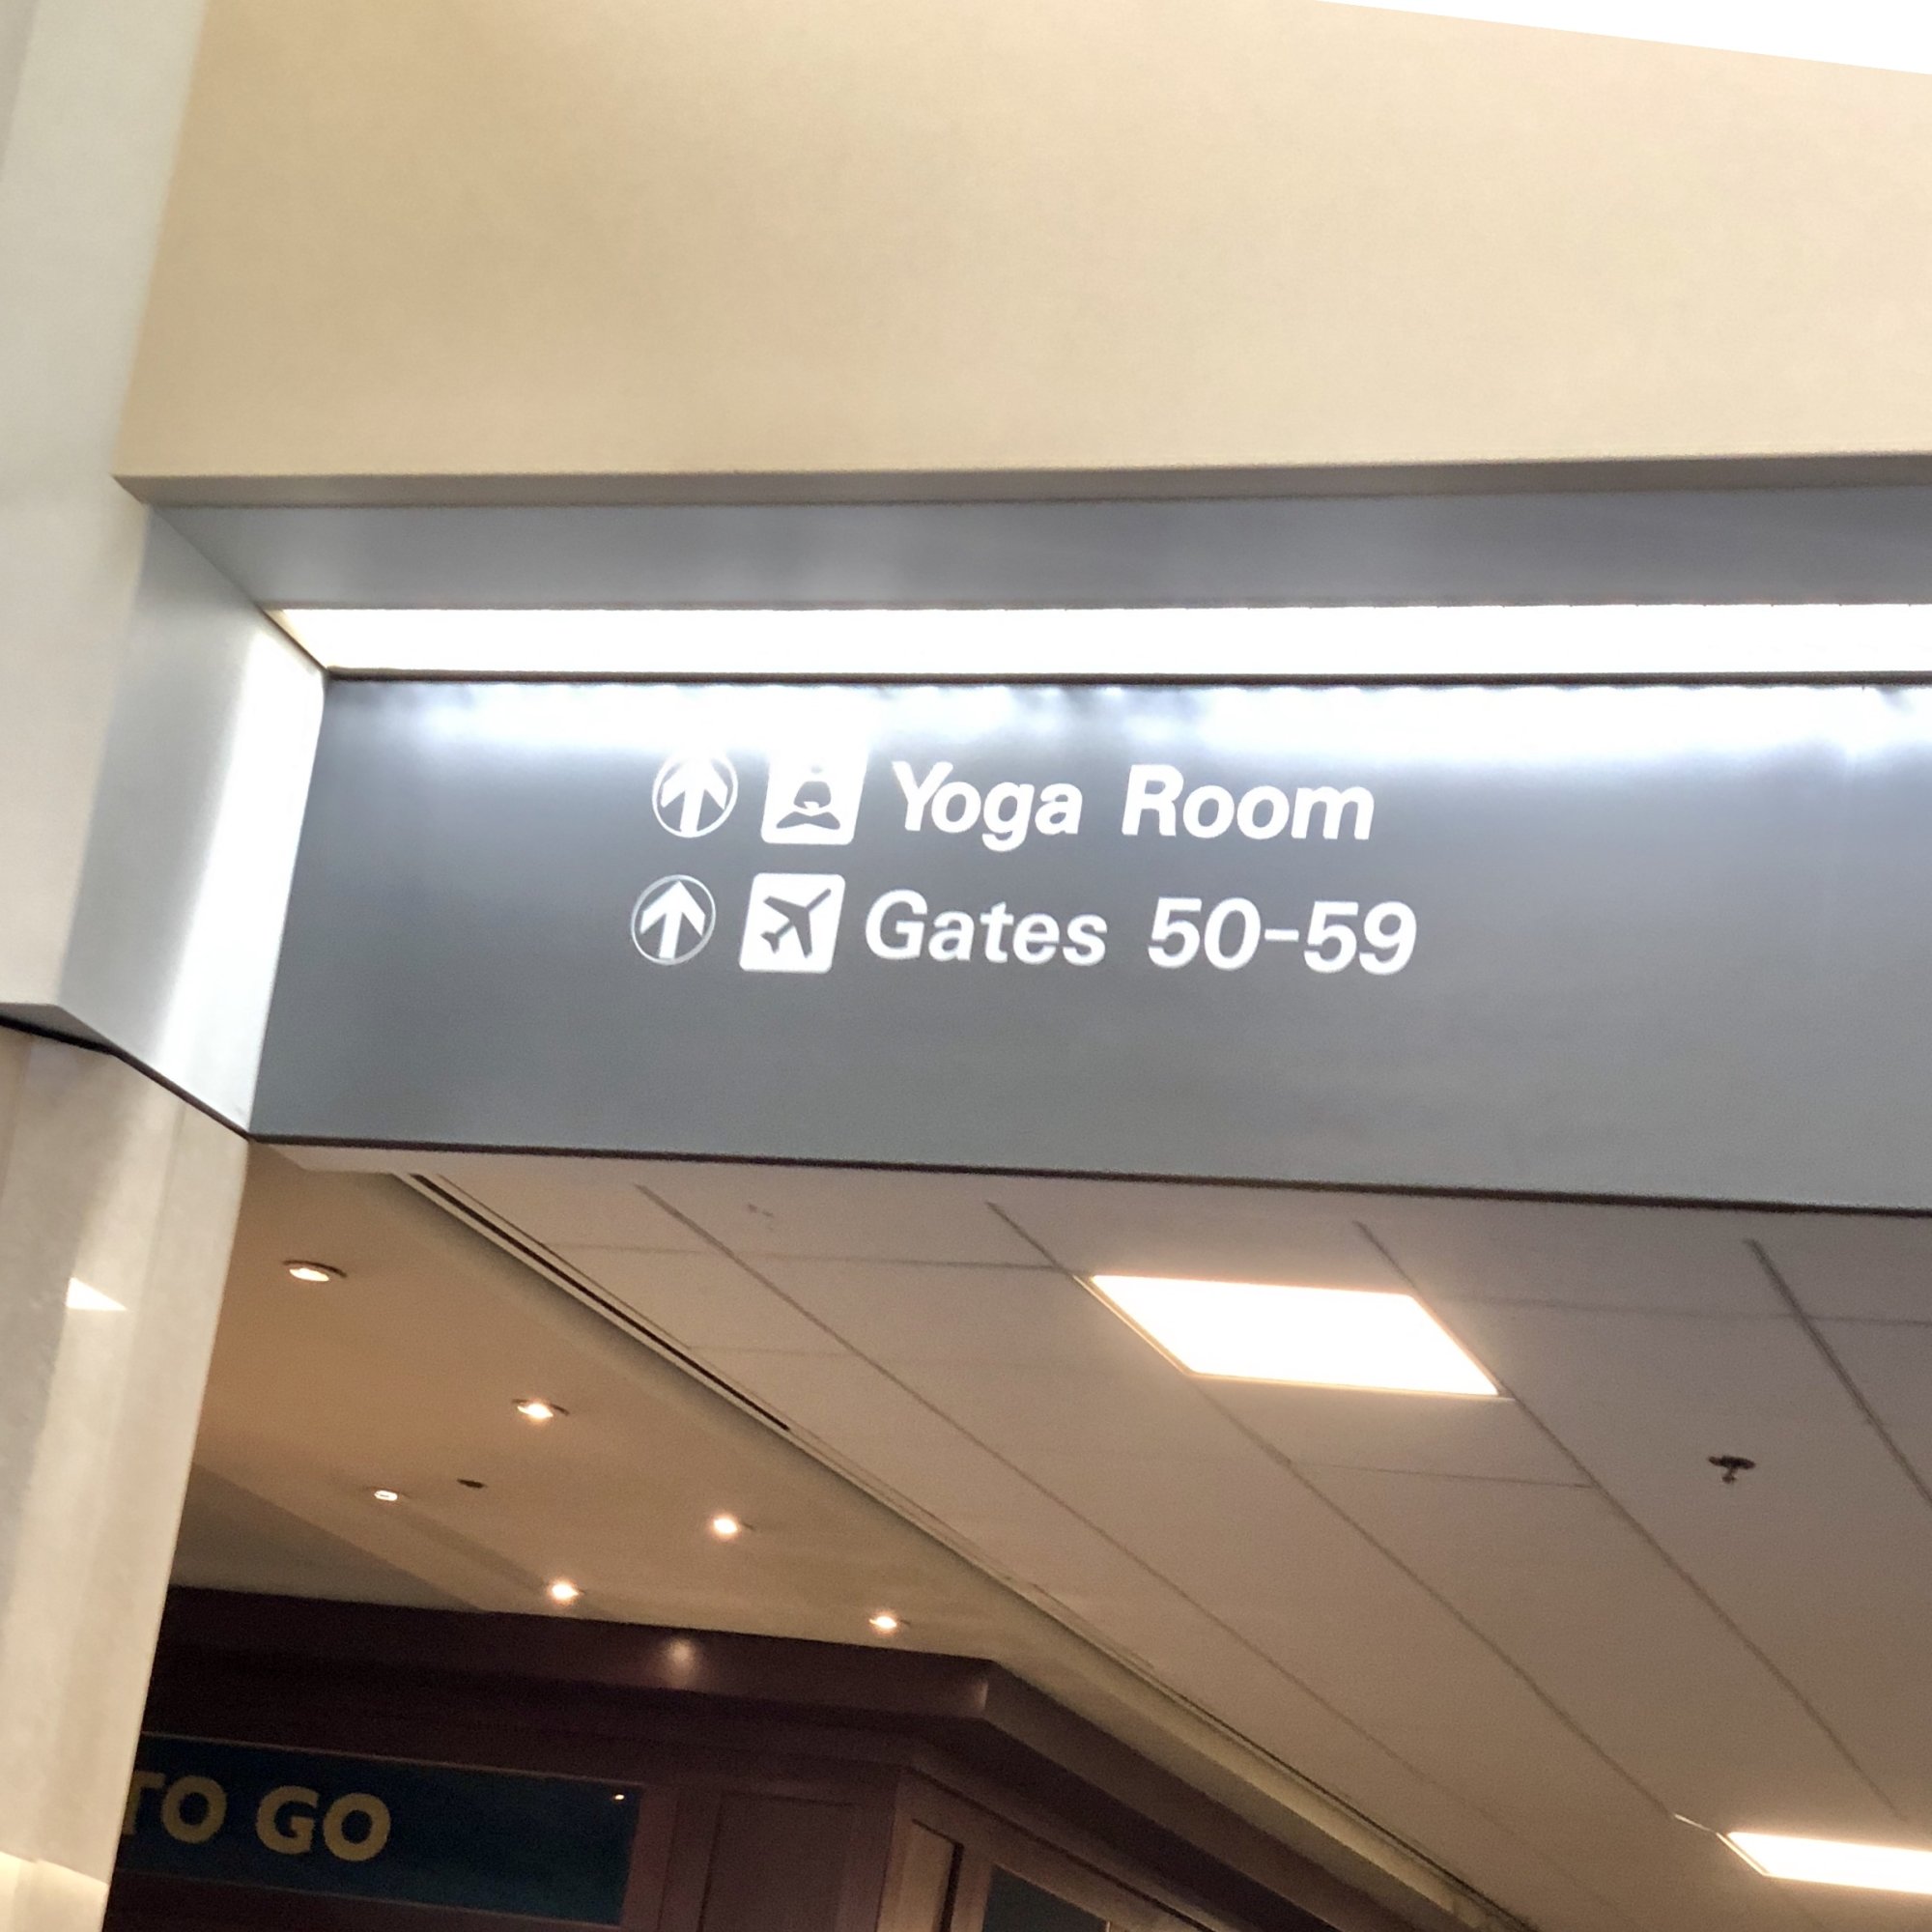 Yoga Room
Gates 50-59
TO GO